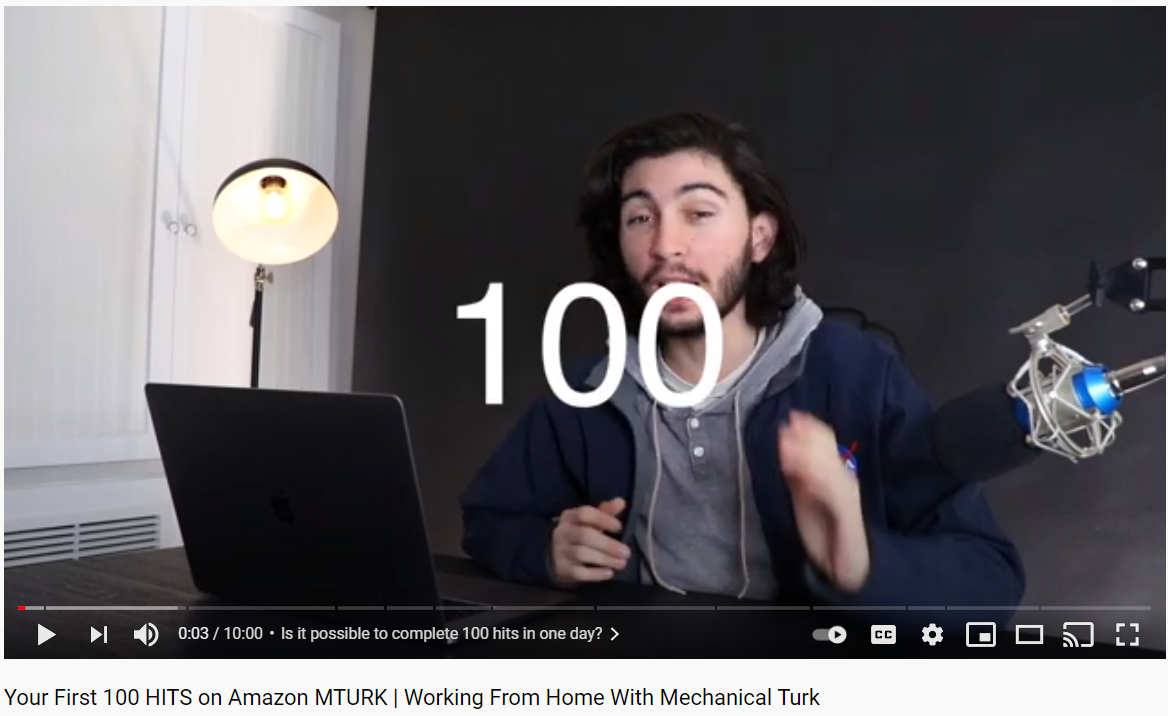 100
0:03 / 10:00 • Is it possible to complete 100 hits in one day? >
CC
Your First 100 HITS on Amazon MTURK | Working From Home With Mechanical Turk